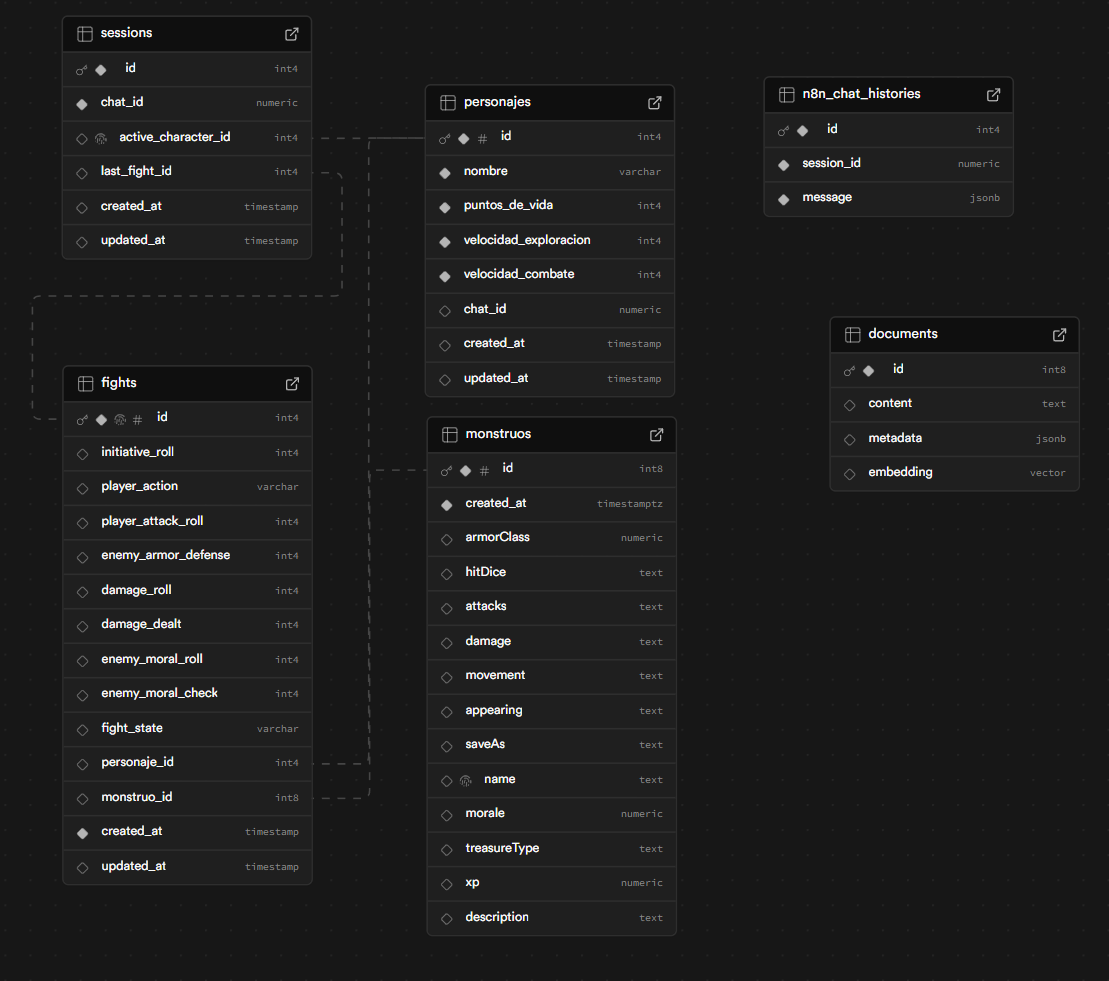 sessions
id int4
chat_id numeric
active_character_id int4
last_fight_id int4
created_at timestamp
updated_at timestamp
personajes
# id int4
nombre varchar
puntos_de_vida int4
velocidad_exploracion int4
velocidad_combate int4
chat_id numeric
created_at timestamp
updated_at timestamp
n8n_chat_histories
id int4
session_id numeric
message jsonb
documents
id int8
content text
metadata jsonb
embedding vector
fights
# id int4
initiative_roll int4
player_action varchar
player_attack_roll int4
enemy_armor_defense int4
damage_roll int4
damage_dealt int4
enemy_moral_roll int4
enemy_moral_check int4
fight_state varchar
personaje_id int4
monstruo_id int8
created_at timestamp
updated_at timestamp
monstruos
# id int8
created_at timestamptz
armorClass numeric
hitDice text
attacks text
damage text
movement text
appearing text
saveAs text
name text
morale numeric
treasureType text
xp numeric
description text